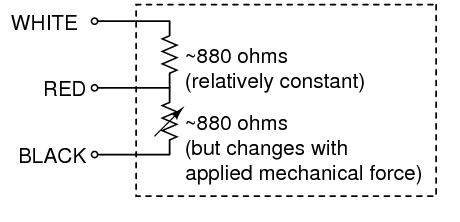 WHITE
~880 ohms
(relatively constant)
RED
~880 ohms
(but changes with
applied mechanical force)
BLACK